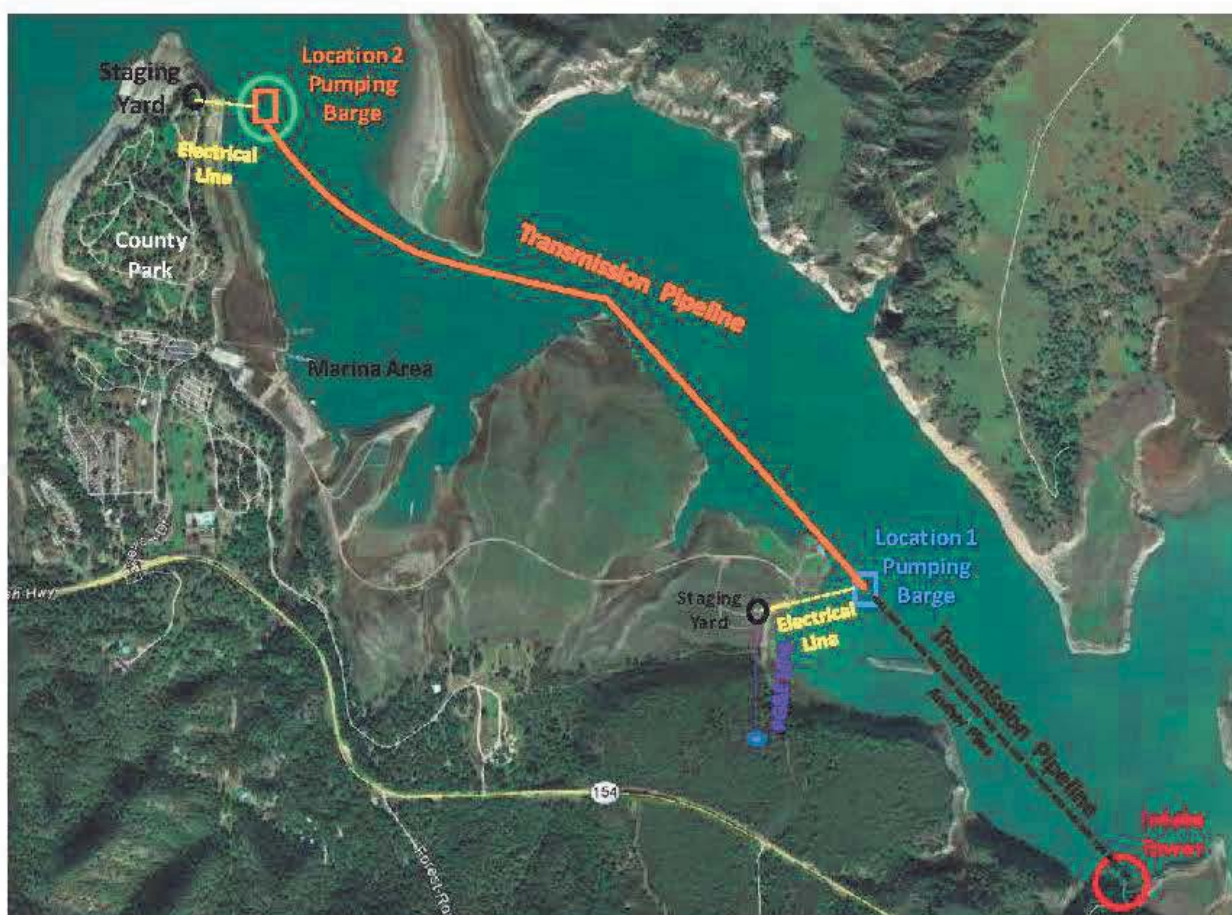 Staging
Yard
Location 2
Pumping
Barge
Electrical
Line
County
Park
Transmission Pipeline
Marina Area
Location 1
Pumping
Barge
Staging
Yard
Electrical
Line
Transmission Pipeline
Hwy
154
Intake
Tower